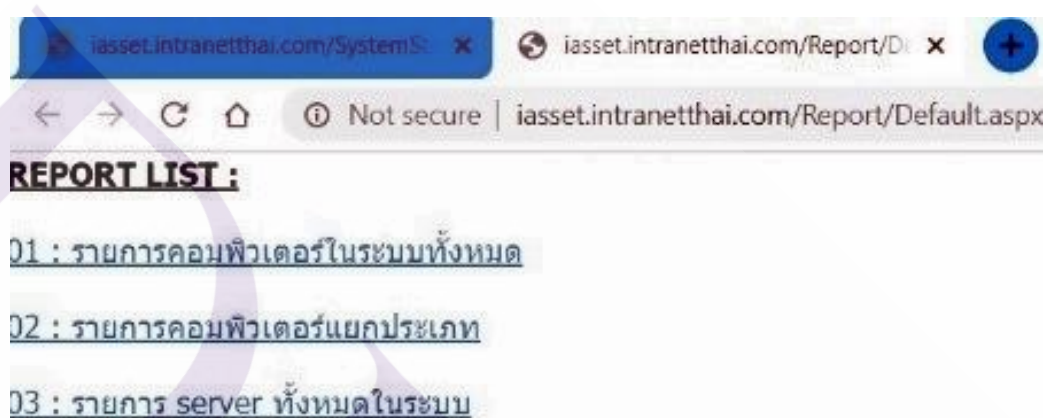 iasset.intranetthai.com/SystemS
iasset.intranetthai.com/Report/D
Not secure | iasset.intranetthai.com/Report/Default.aspx
REPORT LIST :
01 : รายการคอมพิวเตอร์ในระบบทั้งหมด
02 : รายการคอมพิวเตอร์แยกประเภท
03 : รายการ server ทั้งหมดในระบบ